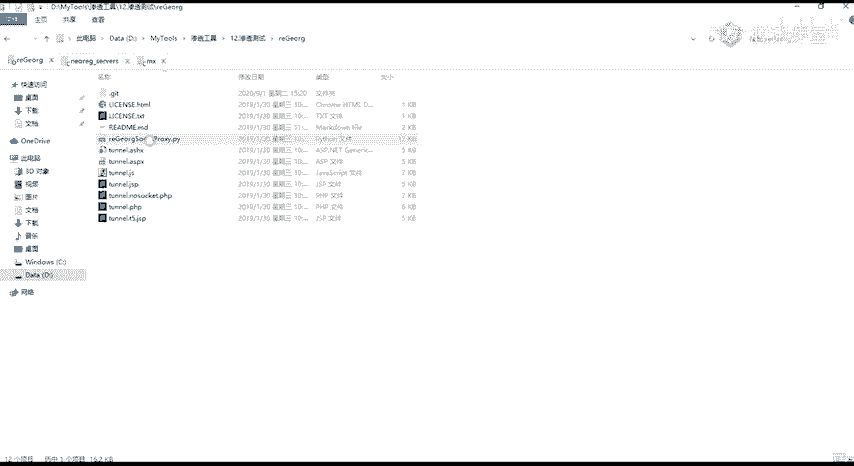 D:\MyTools\渗透工具\12.渗透测试\reGeorg
主页 共享 查看
此电脑 Data (D:) MyTools 渗透工具 12.渗透测试 reGeorg
reGeorg neoreg_servers mx
名称 修改日期 类型 大小
快速访问
桌面
下载
文档
OneDrive
此电脑
3D 对象
视频
图片
文档
下载
音乐
桌面
Windows (C:)
Data (D:)
网络
.git 2020/9/1 星期二 15:20 文件夹
LICENSE.html 2019/1/30 星期三 10:... Chrome HTML D... 1 KB
LICENSE.txt 2019/1/30 星期三 10:... TXT 文件 1 KB
README.md 2019/1/30 星期三 Markdown file 2 KB
reGeorgSocksProxy.py 2019/1/30 星期三 10:... Python 文件
tunnel.ashx 2019/1/30 星期三 10:... ASP.NET Generic... 5 KB
tunnel.aspx 2019/1/30 星期三 10:... ASP 文件 5 KB
tunnel.js 2019/1/30 星期三 10:... JavaScript 文件 7 KB
tunnel.jsp 2019/1/30 星期三 10:... JSP 文件 5 KB
tunnel.nosocket.php 2019/1/30 星期三 10:... PHP 文件 7 KB
tunnel.php 2019/1/30 星期三 10:... PHP 文件 6 KB
tunnel.t5.jsp 2019/1/30 星期三 10:... JSP 文件 5 KB
12 个项目 选中 1 个项目 16.2 KB